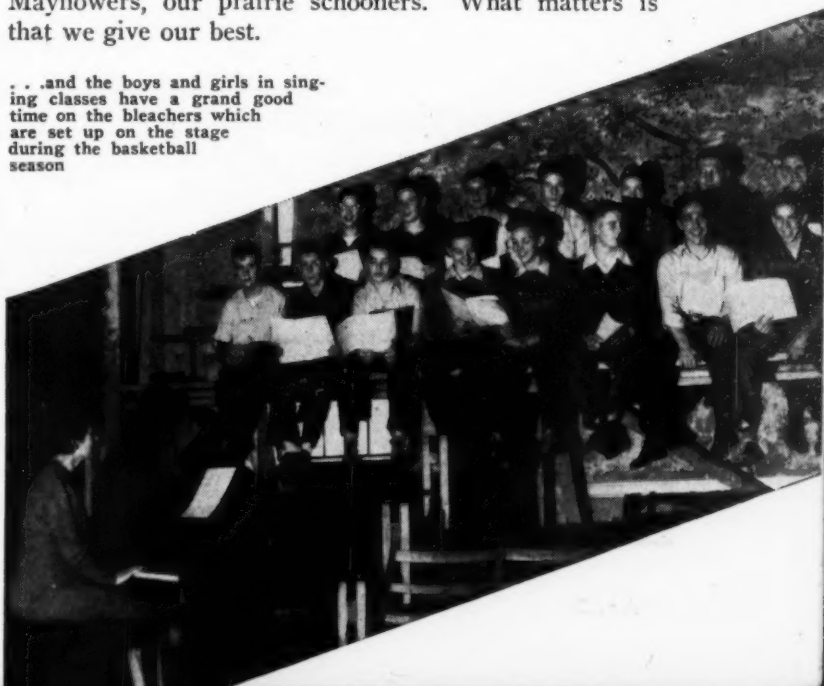 Mayflowers, our prairie schooners. What matters is
that we give our best.
. . .and the boys and girls in sing-
ing classes have a grand good
time on the bleachers which
are set up on the stage
during the basketball
season